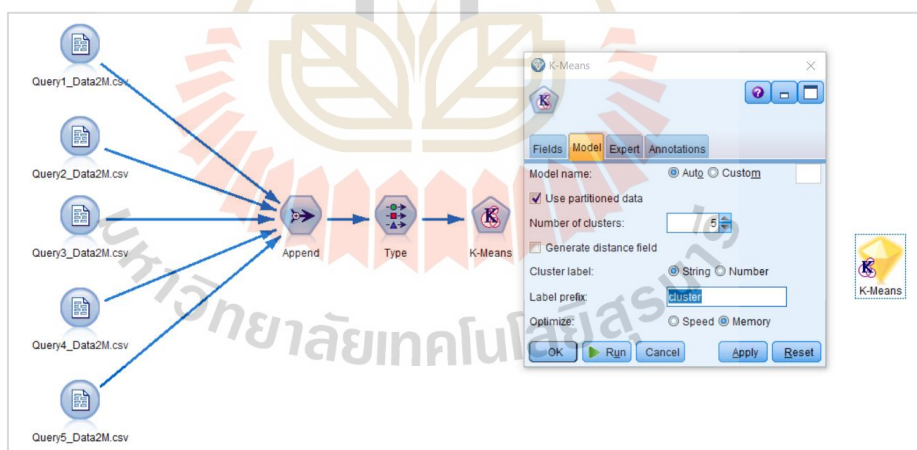 Query1_Data2M.csv
Query2_Data2M.csv
Query3_Data2M.csv
Query4_Data2M.csv
Query5_Data2M.csv
Append
Type
K-Means
K-Means
Fields Model Expert Annotations
Model name: Auto Custom
Use partitioned data
Number of clusters: 5
Generate distance field
Cluster label: String Number
Label prefix: cluster
Optimize: Speed Memory
OK Run Cancel Apply Reset
K-Means
มหาวิทยาลัยเทคโนโลยีสุรนารี